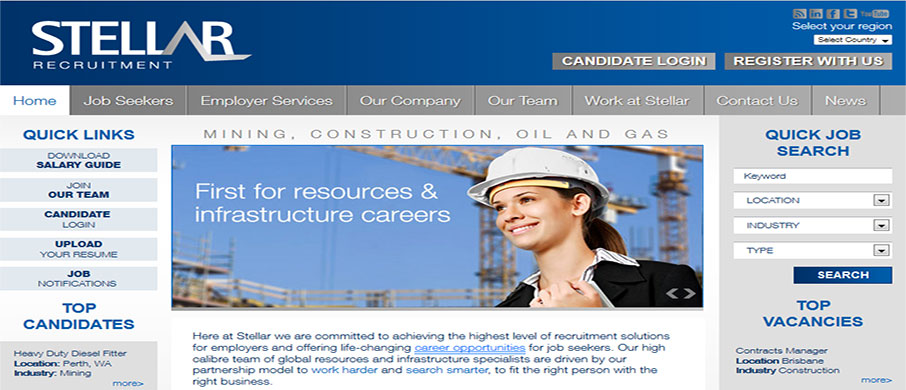 STELLAR
RECRUITMENT
You Tube
Select your region
Select Country
CANDIDATE LOGIN
REGISTER WITH US
Home
Job Seekers
Employer Services
Our Company
Our Team
Work at Stellar
Contact Us
News
QUICK LINKS
DOWNLOAD
SALARY GUIDE
JOIN
OUR TEAM
CANDIDATE
LOGIN
UPLOAD
YOUR RESUME
JOB
NOTIFICATIONS
TOP
CANDIDATES
Heavy Duty Diesel Fitter
Location: Perth, WA
Industry: Mining
more>
MINING, CONSTRUCTION, OIL AND GAS
First for resources &
infrastructure careers
Here at Stellar we are committed to achieving the highest level of recruitment solutions
for employers and offering life-changing career opportunities for job seekers. Our high
calibre team of global resources and infrastructure specialists are driven by our
partnership model to work harder and search smarter, to fit the right person with the
right business.
QUICK JOB
SEARCH
Keyword
LOCATION
INDUSTRY
TYPE
SEARCH
TOP
VACANCIES
Contracts Manager
Location Brisbane
Industry Construction
more>